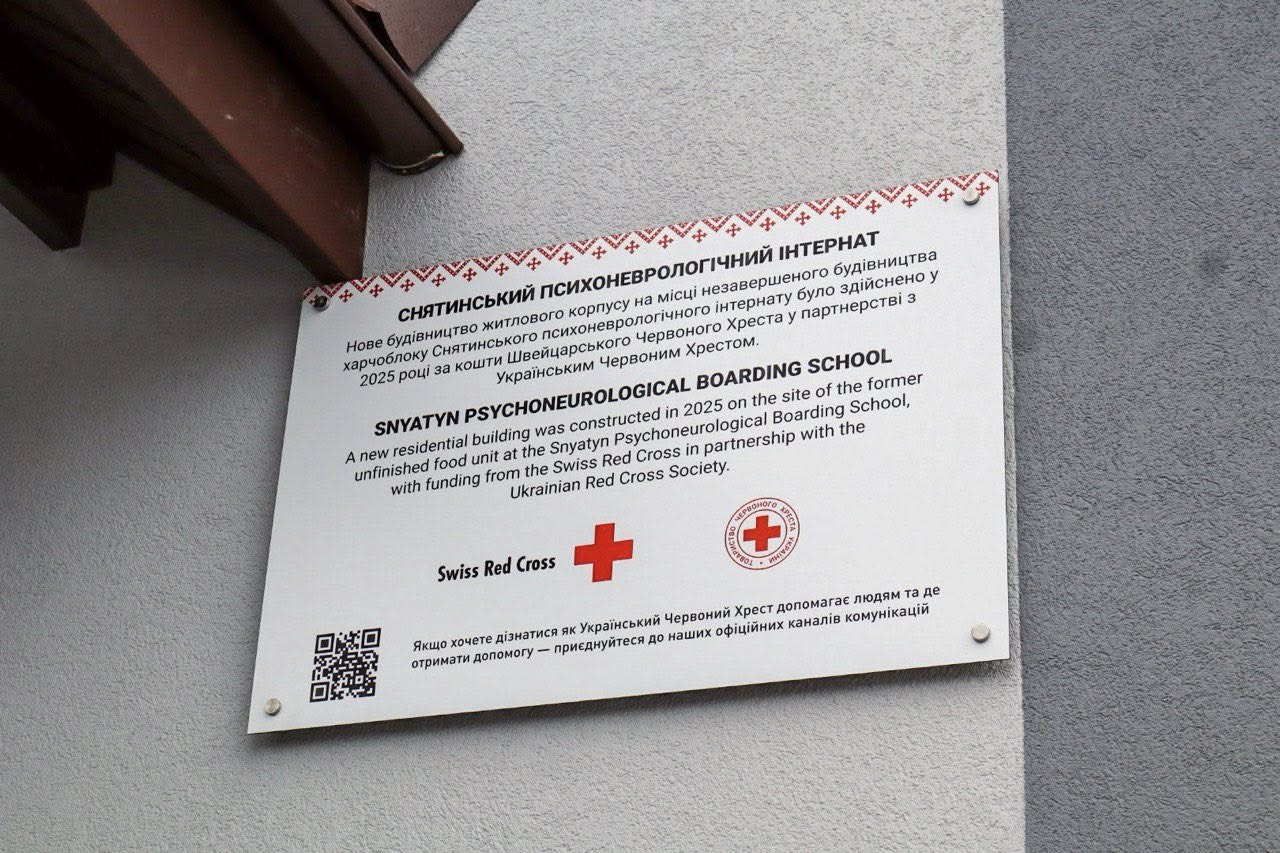 СНЯТИНСЬКИЙ ПСИХОНЕВРОЛОГІЧНИЙ ІНТЕРНАТ
Нове будівництво житлового корпусу на місці незавершеного будівництва
харчоблоку Снятинського психоневрологічного інтернату було здійснено у
2025 році за кошти Швейцарського Червоного Хреста у партнерстві з
Українським Червоним Хрестом.
SNYATYN PSYCHONEUROLOGICAL BOARDING SCHOOL
A new residential building was constructed in 2025 on the site of the former
unfinished food unit at the Snyatyn Psychoneurological Boarding School,
with funding from the Swiss Red Cross in partnership with the
Ukrainian Red Cross Society.
Swiss Red Cross
ТОВАРИСТВО ЧЕРВОНОГО ХРЕСТА УКРАЇНИ
Якщо хочете дізнатися як Український Червоний Хрест допомагає людям та де
отримати допомогу — приєднуйтеся до наших офіційних каналів комунікацій